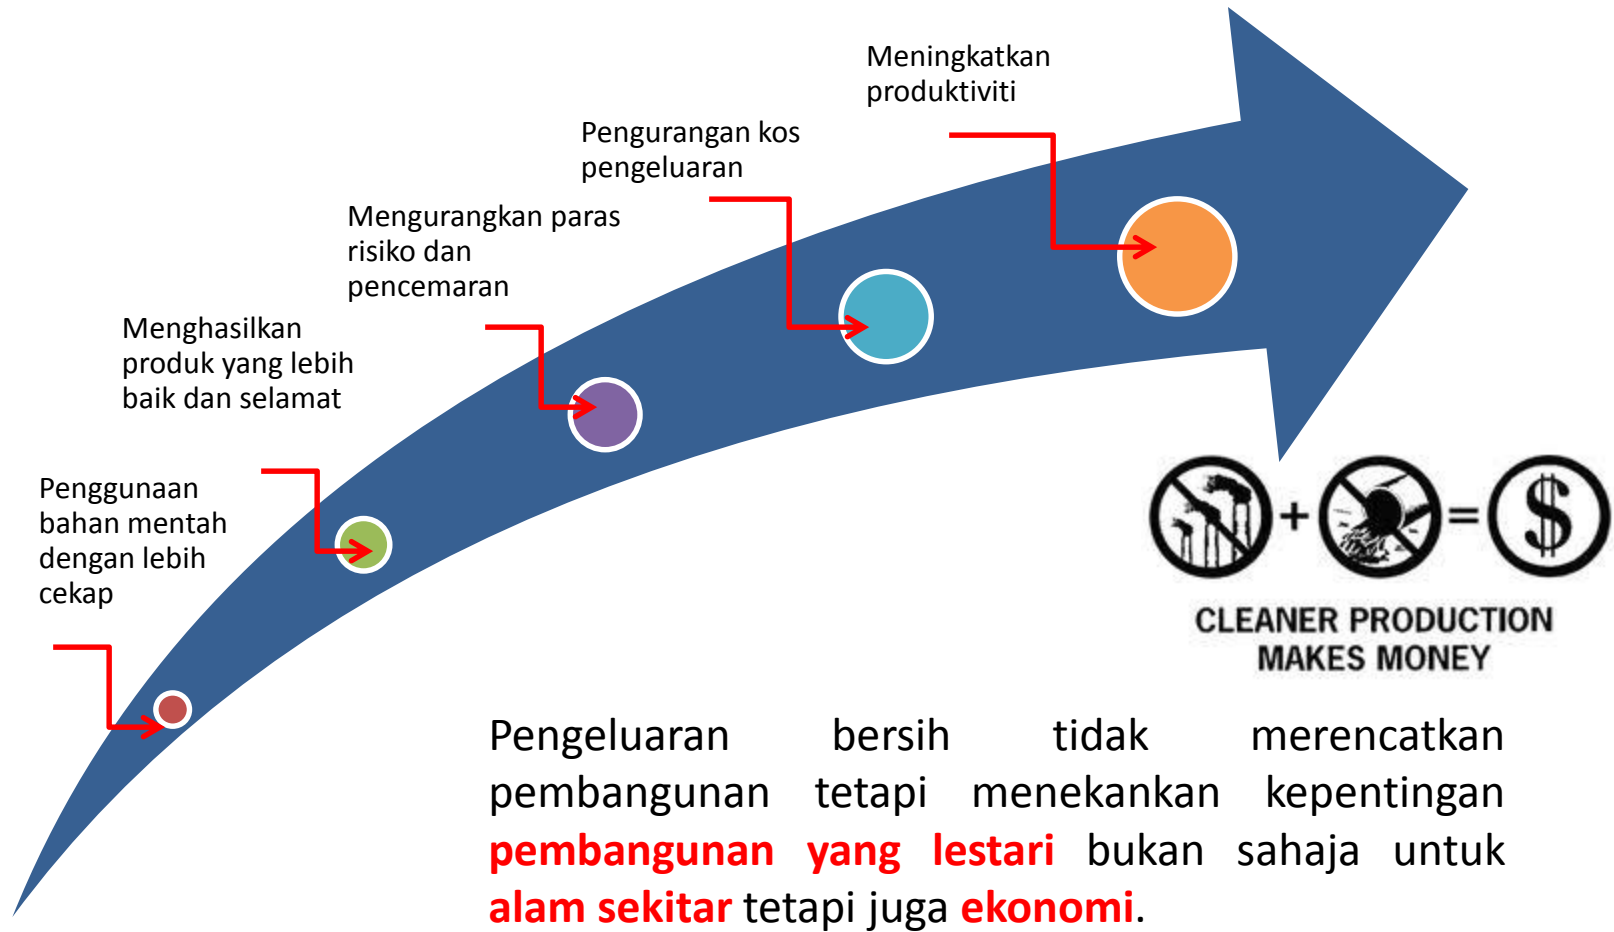 Meningkatkan
produktiviti
Pengurangan kos
pengeluaran
Mengurangkan paras
risiko dan
pencemaran
Menghasilkan
produk yang lebih
baik dan selamat
Penggunaan
bahan mentah
dengan lebih
cekap
+ = $
CLEANER PRODUCTION
MAKES MONEY
Pengeluaran bersih tidak merencatkan
pembangunan tetapi menekankan kepentingan
pembangunan yang lestari bukan sahaja untuk
alam sekitar tetapi juga ekonomi.